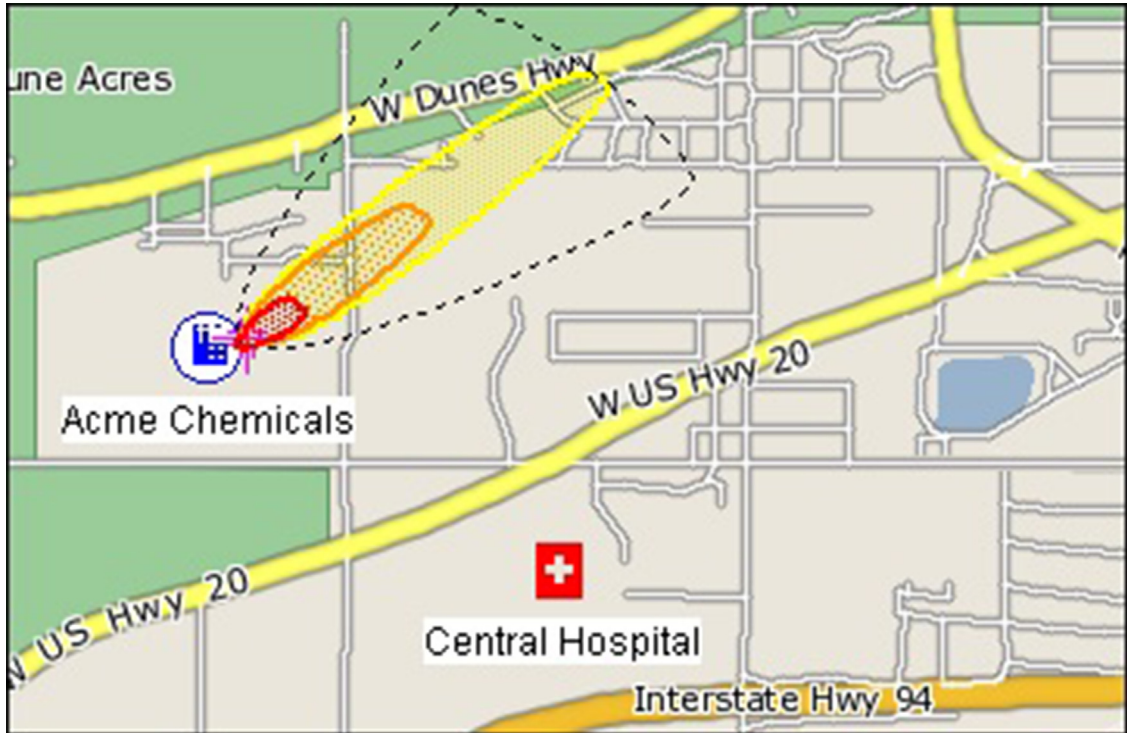 une Acres
W Dunes Hwy
Acme Chemicals
W US Hwy 20
W US Hwy 20
Central Hospital
Interstate Hwy 94